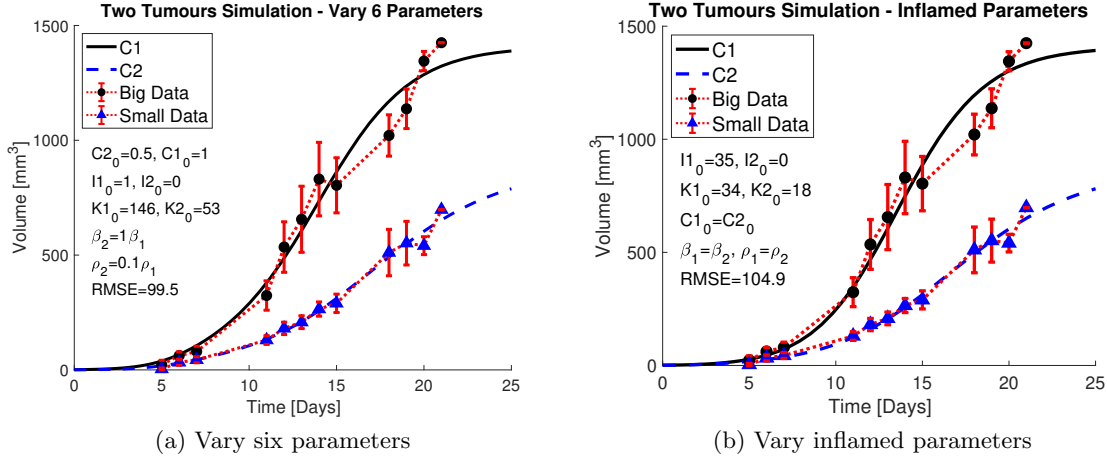 Two Tumours Simulation - Vary 6 Parameters
1500
1000
500
0
Volume [mm³]
C1
C2
Big Data
Small Data
C2₀=0.5, C1₀=1
I1₀=1, I2₀=0
K1₀=146, K2₀=53
β₂=1β₁
ρ₂=0.1ρ₁
RMSE=99.5
0 5 10 15 20 25
Time [Days]
(a) Vary six parameters
Two Tumours Simulation - Inflamed Parameters
1500
1000
500
0
Volume [mm³]
C1
C2
Big Data
Small Data
I1₀=35, I2₀=0
K1₀=34, K2₀=18
C1₀=C2₀
β₁=β₂, ρ₁=ρ₂
RMSE=104.9
0 5 10 15 20 25
Time [Days]
(b) Vary inflamed parameters